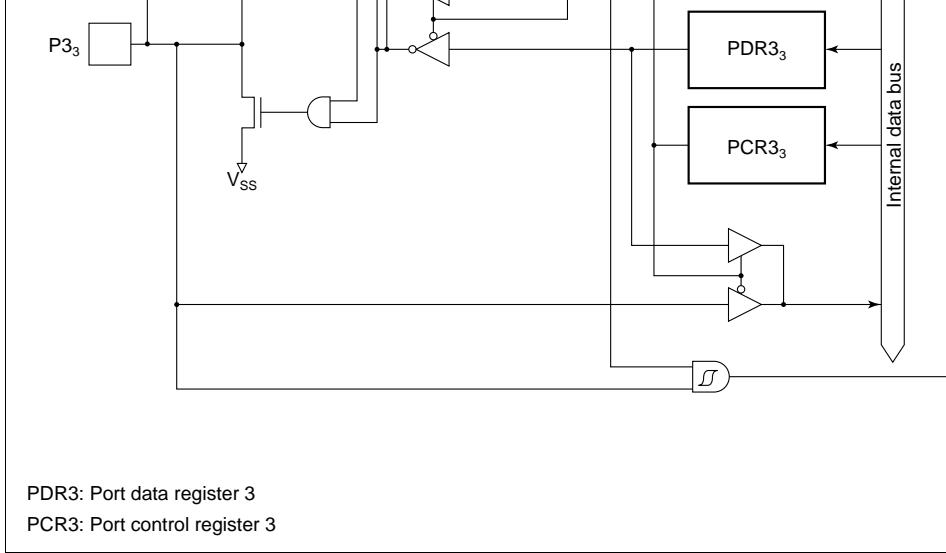 P3₃
PDR3₃
PCR3₃
Internal data bus
V_SS
PDR3: Port data register 3
PCR3: Port control register 3